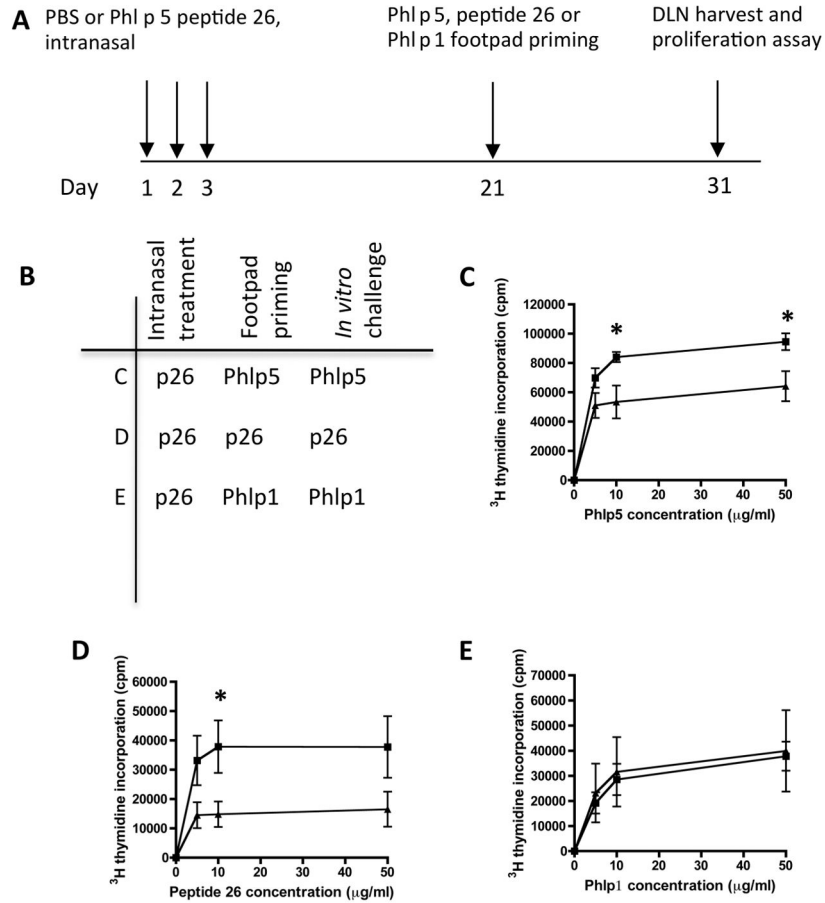 A
PBS or Phl p 5 peptide 26,
intranasal
Phl p 5, peptide 26 or
Phl p 1 footpad priming
DLN harvest and
proliferation assay
Day 1 2 3 21 31
B
Intranasal
treatment
Footpad
priming
In vitro
challenge
C p26 Phlp5 Phlp5
D p26 p26 p26
E p26 Phlp1 Phlp1
C
³H thymidine incorporation (cpm)
120000
100000
80000
60000
40000
20000
0
* *
0 10 20 30 40 50
Phlp5 concentration (µg/ml)
D
³H thymidine incorporation (cpm)
60000
50000
40000
30000
20000
10000
0
*
0 10 20 30 40 50
Peptide 26 concentration (µg/ml)
E
³H thymidine incorporation (cpm)
70000
60000
50000
40000
30000
20000
10000
0
0 10 20 30 40 50
Phlp1 concentration (µg/ml)